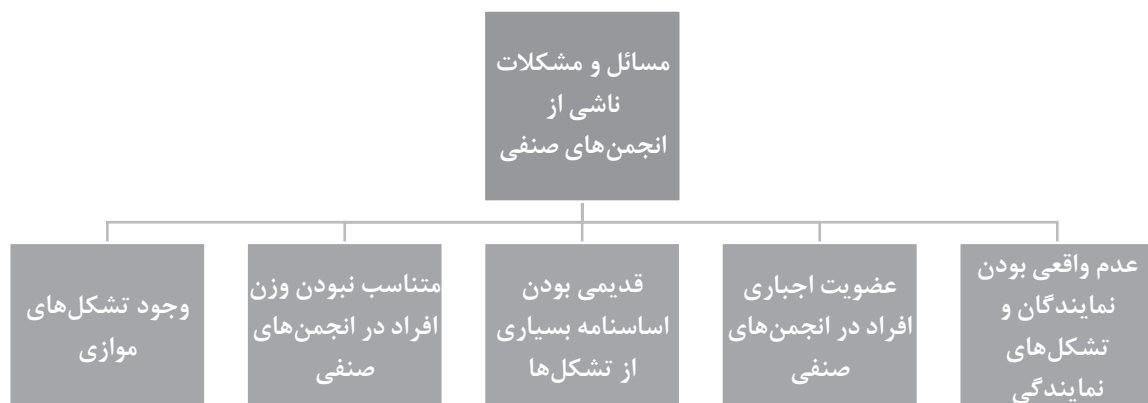 مسائل و مشکلات
ناشی از
انجمن‌های صنفی
عدم واقعی بودن
نمایندگان و
تشکل‌های
نمایندگی
عضویت اجباری
افراد در انجمن‌های
صنفی
قدیمی بودن
اساسنامه بسیاری
از تشکل‌ها
متناسب نبودن وزن
افراد در انجمن‌های
صنفی
وجود تشکل‌های
موازی